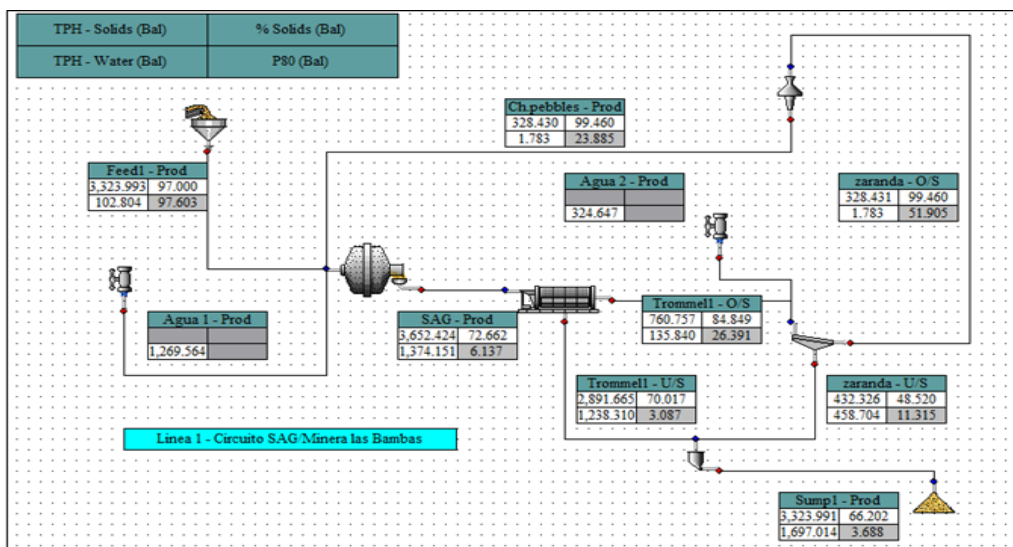 TPH - Solids (Bal) % Solids (Bal)
TPH - Water (Bal) P80 (Bal)
Ch.pebbles - Prod
328.430 99.460
1.783 23.885
Feed1 - Prod
3,323.993 97.000
102.804 97.603
Agua 2 - Prod
324.647
zaranda - O/S
328.431 99.460
1.783 51.905
Agua 1 - Prod
1,269.564
SAG - Prod
3,652.424 72.662
1,374.151 6.137
Trommel1 - O/S
760.757 84.849
135.840 26.391
Trommel1 - U/S
2,891.665 70.017
1,238.310 3.087
zaranda - U/S
432.326 48.520
458.704 11.315
Linea 1 - Circuito SAG/Minera las Bambas
Sump1 - Prod
3,323.991 66.202
1,697.014 3.688